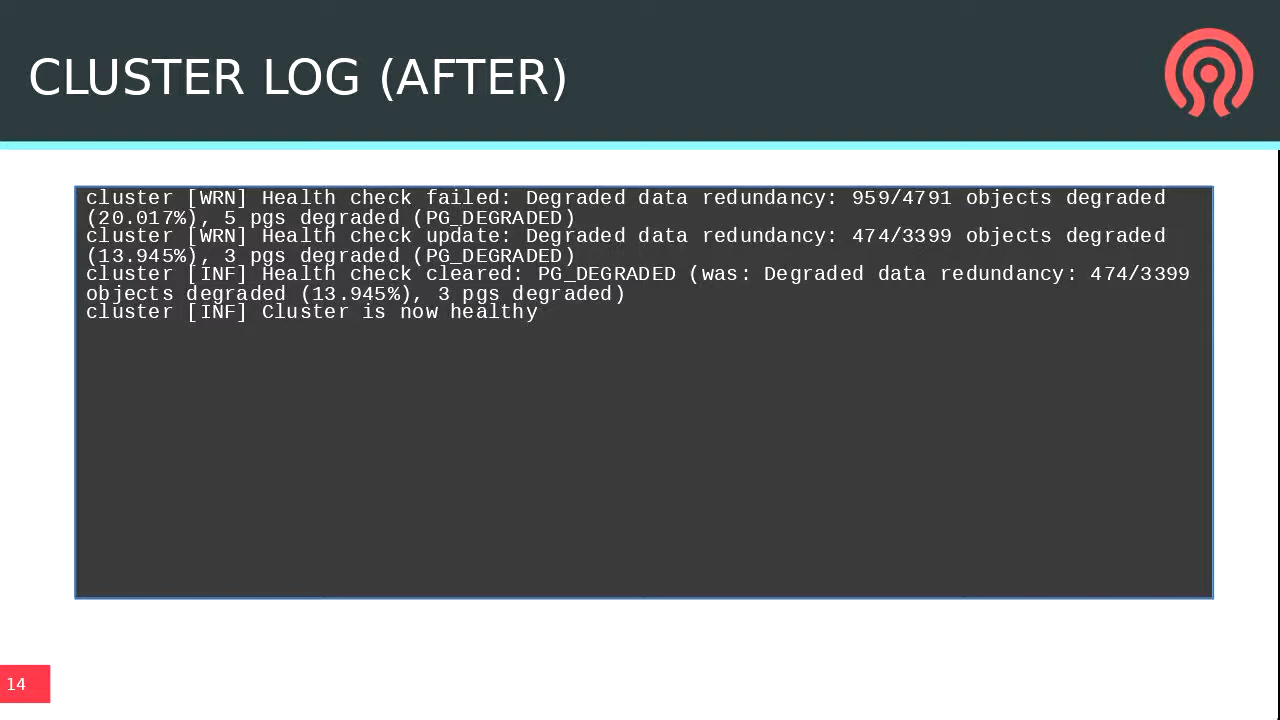 CLUSTER LOG (AFTER)
cluster [WRN] Health check failed: Degraded data redundancy: 959/4791 objects degraded
(20.017%), 5 pgs degraded (PG_DEGRADED)
cluster [WRN] Health check update: Degraded data redundancy: 474/3399 objects degraded
(13.945%), 3 pgs degraded (PG_DEGRADED)
cluster [INF] Health check cleared: PG_DEGRADED (was: Degraded data redundancy: 474/3399
objects degraded (13.945%), 3 pgs degraded)
cluster [INF] Cluster is now healthy
14